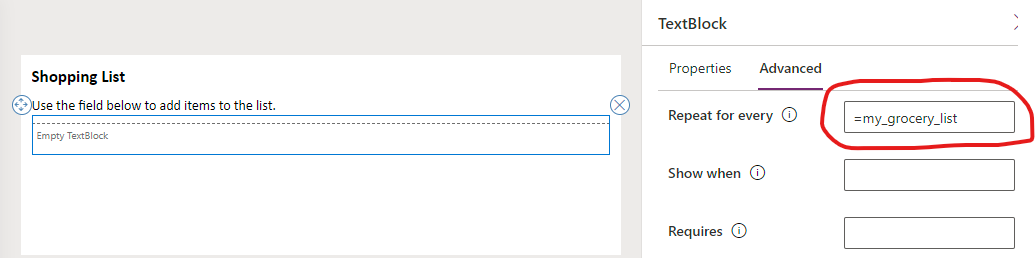 Shopping List
Use the field below to add items to the list.
Empty TextBlock
TextBlock
Properties Advanced
Repeat for every =my_grocery_list
Show when
Requires